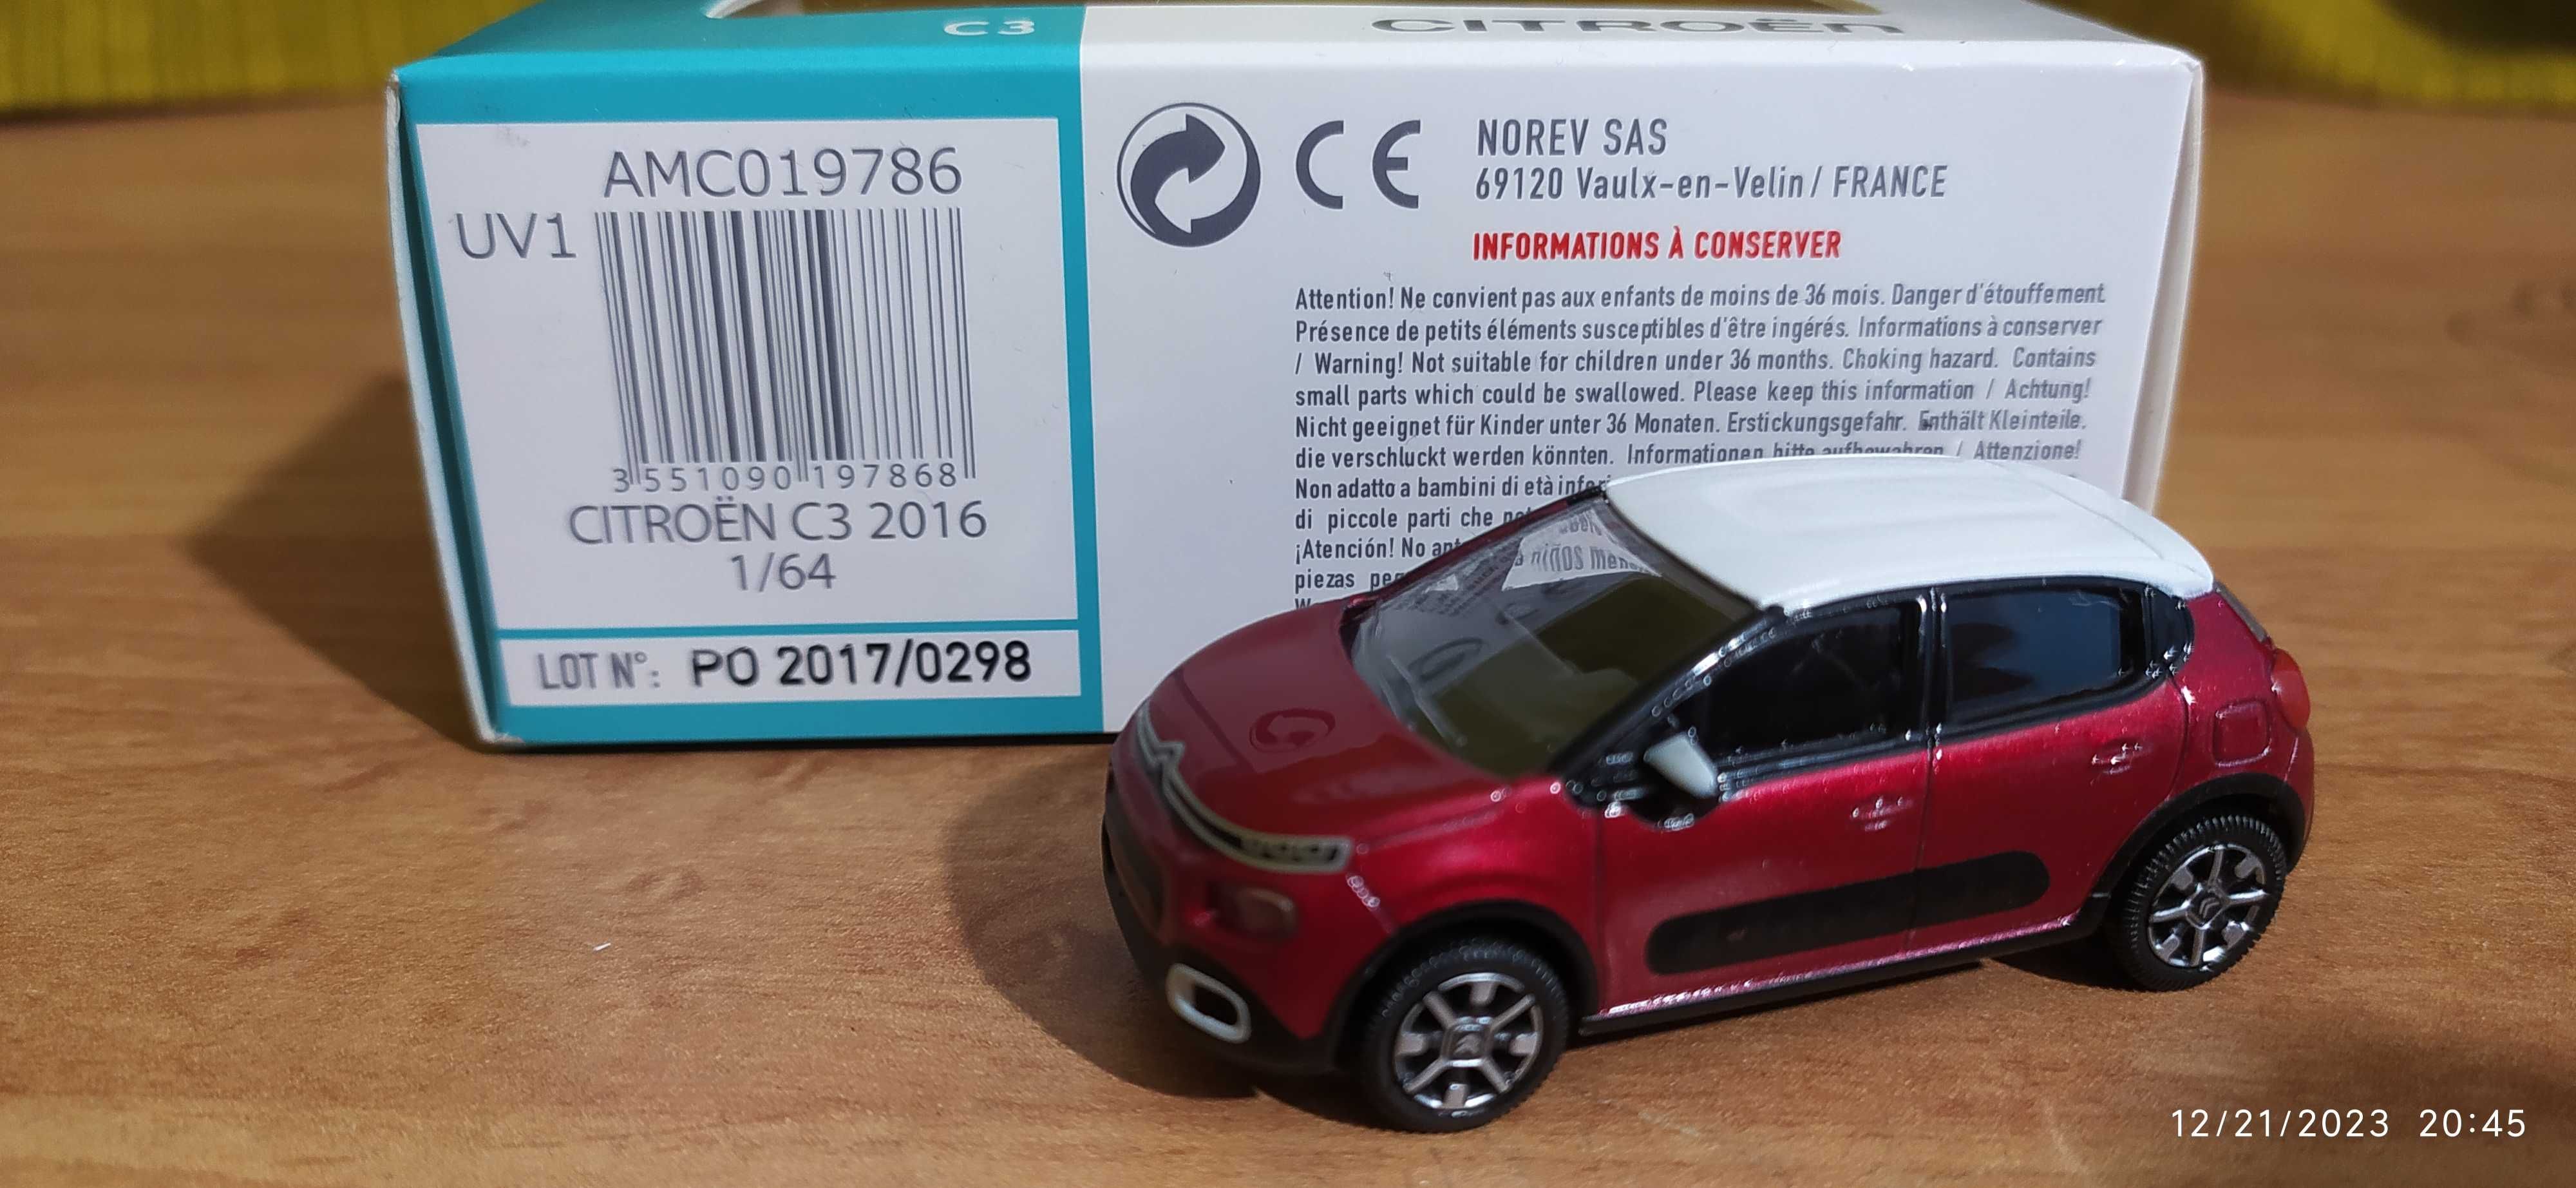 C3
CITROËN
AMC019786
UV1
3 551090 197868
CITROËN C3 2016
1/64
LOT N°: PO 2017/0298
CE
NOREV SAS
69120 Vaulx-en-Velin / FRANCE
INFORMATIONS À CONSERVER
Attention! Ne convient pas aux enfants de moins de 36 mois. Danger d'étouffement
Présence de petits éléments susceptibles d'être ingérés. Informations à conserver
/ Warning! Not suitable for children under 36 months. Choking hazard. Contains
small parts which could be swallowed. Please keep this information / Achtung!
Nicht geeignet für Kinder unter 36 Monaten. Erstickungsgefahr. Enthält Kleinteile.
die verschluckt werden könnten. Informationen bitte aufbewahren / Attenzione!
Non adatto a bambini di età
di piccole parti che
¡Atención! No
niños
piezas
12/21/2023 20:45